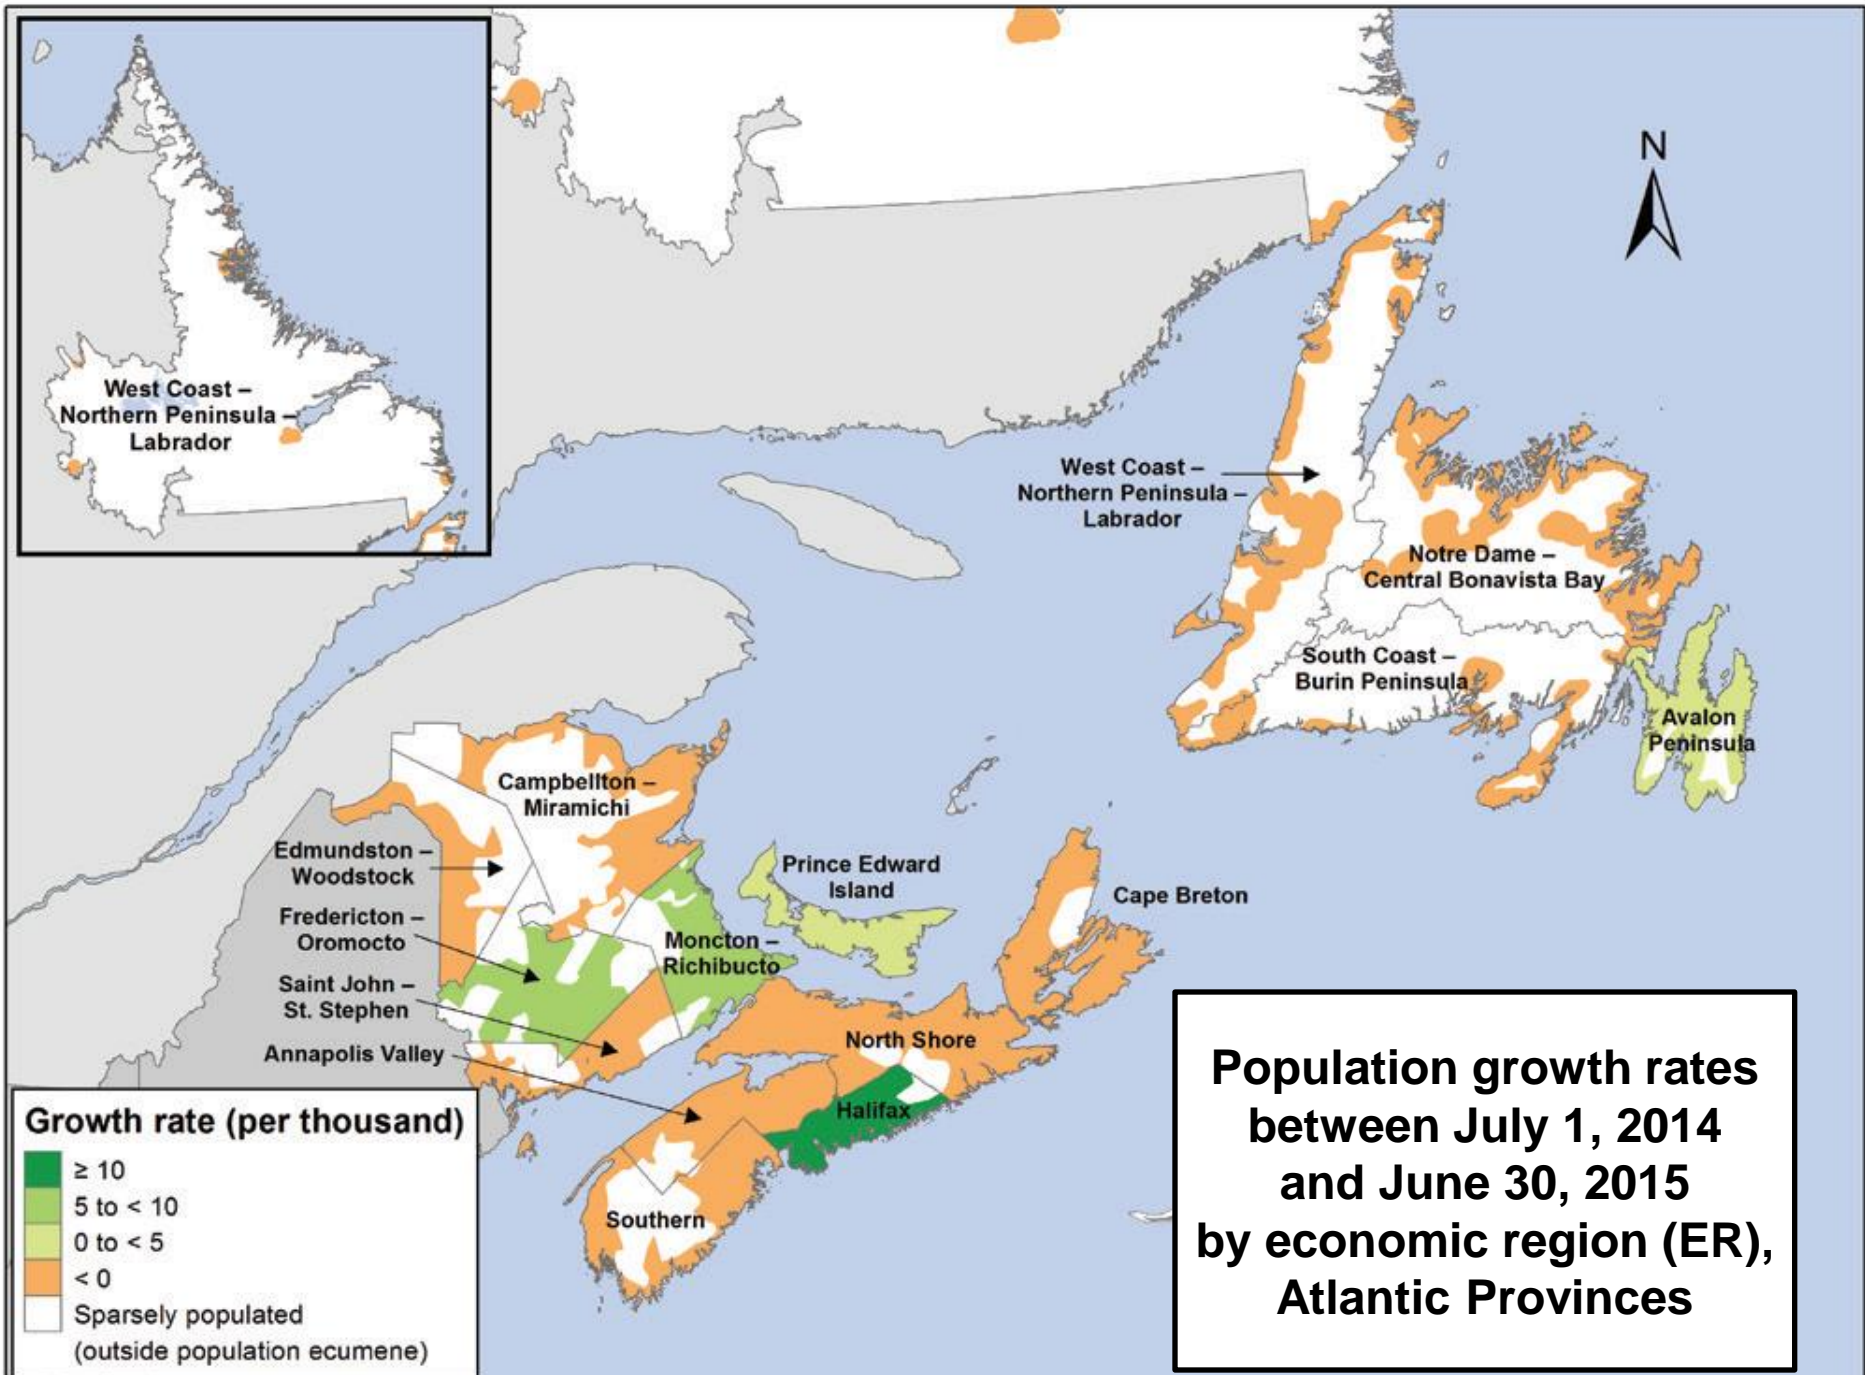 West Coast –
Northern Peninsula –
Labrador
N
West Coast –
Northern Peninsula –
Labrador
Notre Dame –
Central Bonavista Bay
South Coast –
Burin Peninsula
Avalon
Peninsula
Campbellton –
Miramichi
Edmundston –
Woodstock
Fredericton –
Oromocto
Saint John –
St. Stephen
Annapolis Valley
Moncton –
Richibucto
Prince Edward
Island
Cape Breton
North Shore
Halifax
Southern
Growth rate (per thousand)
≥ 10
5 to < 10
0 to < 5
< 0
Sparsely populated
(outside population ecumene)
Population growth rates
between July 1, 2014
and June 30, 2015
by economic region (ER),
Atlantic Provinces